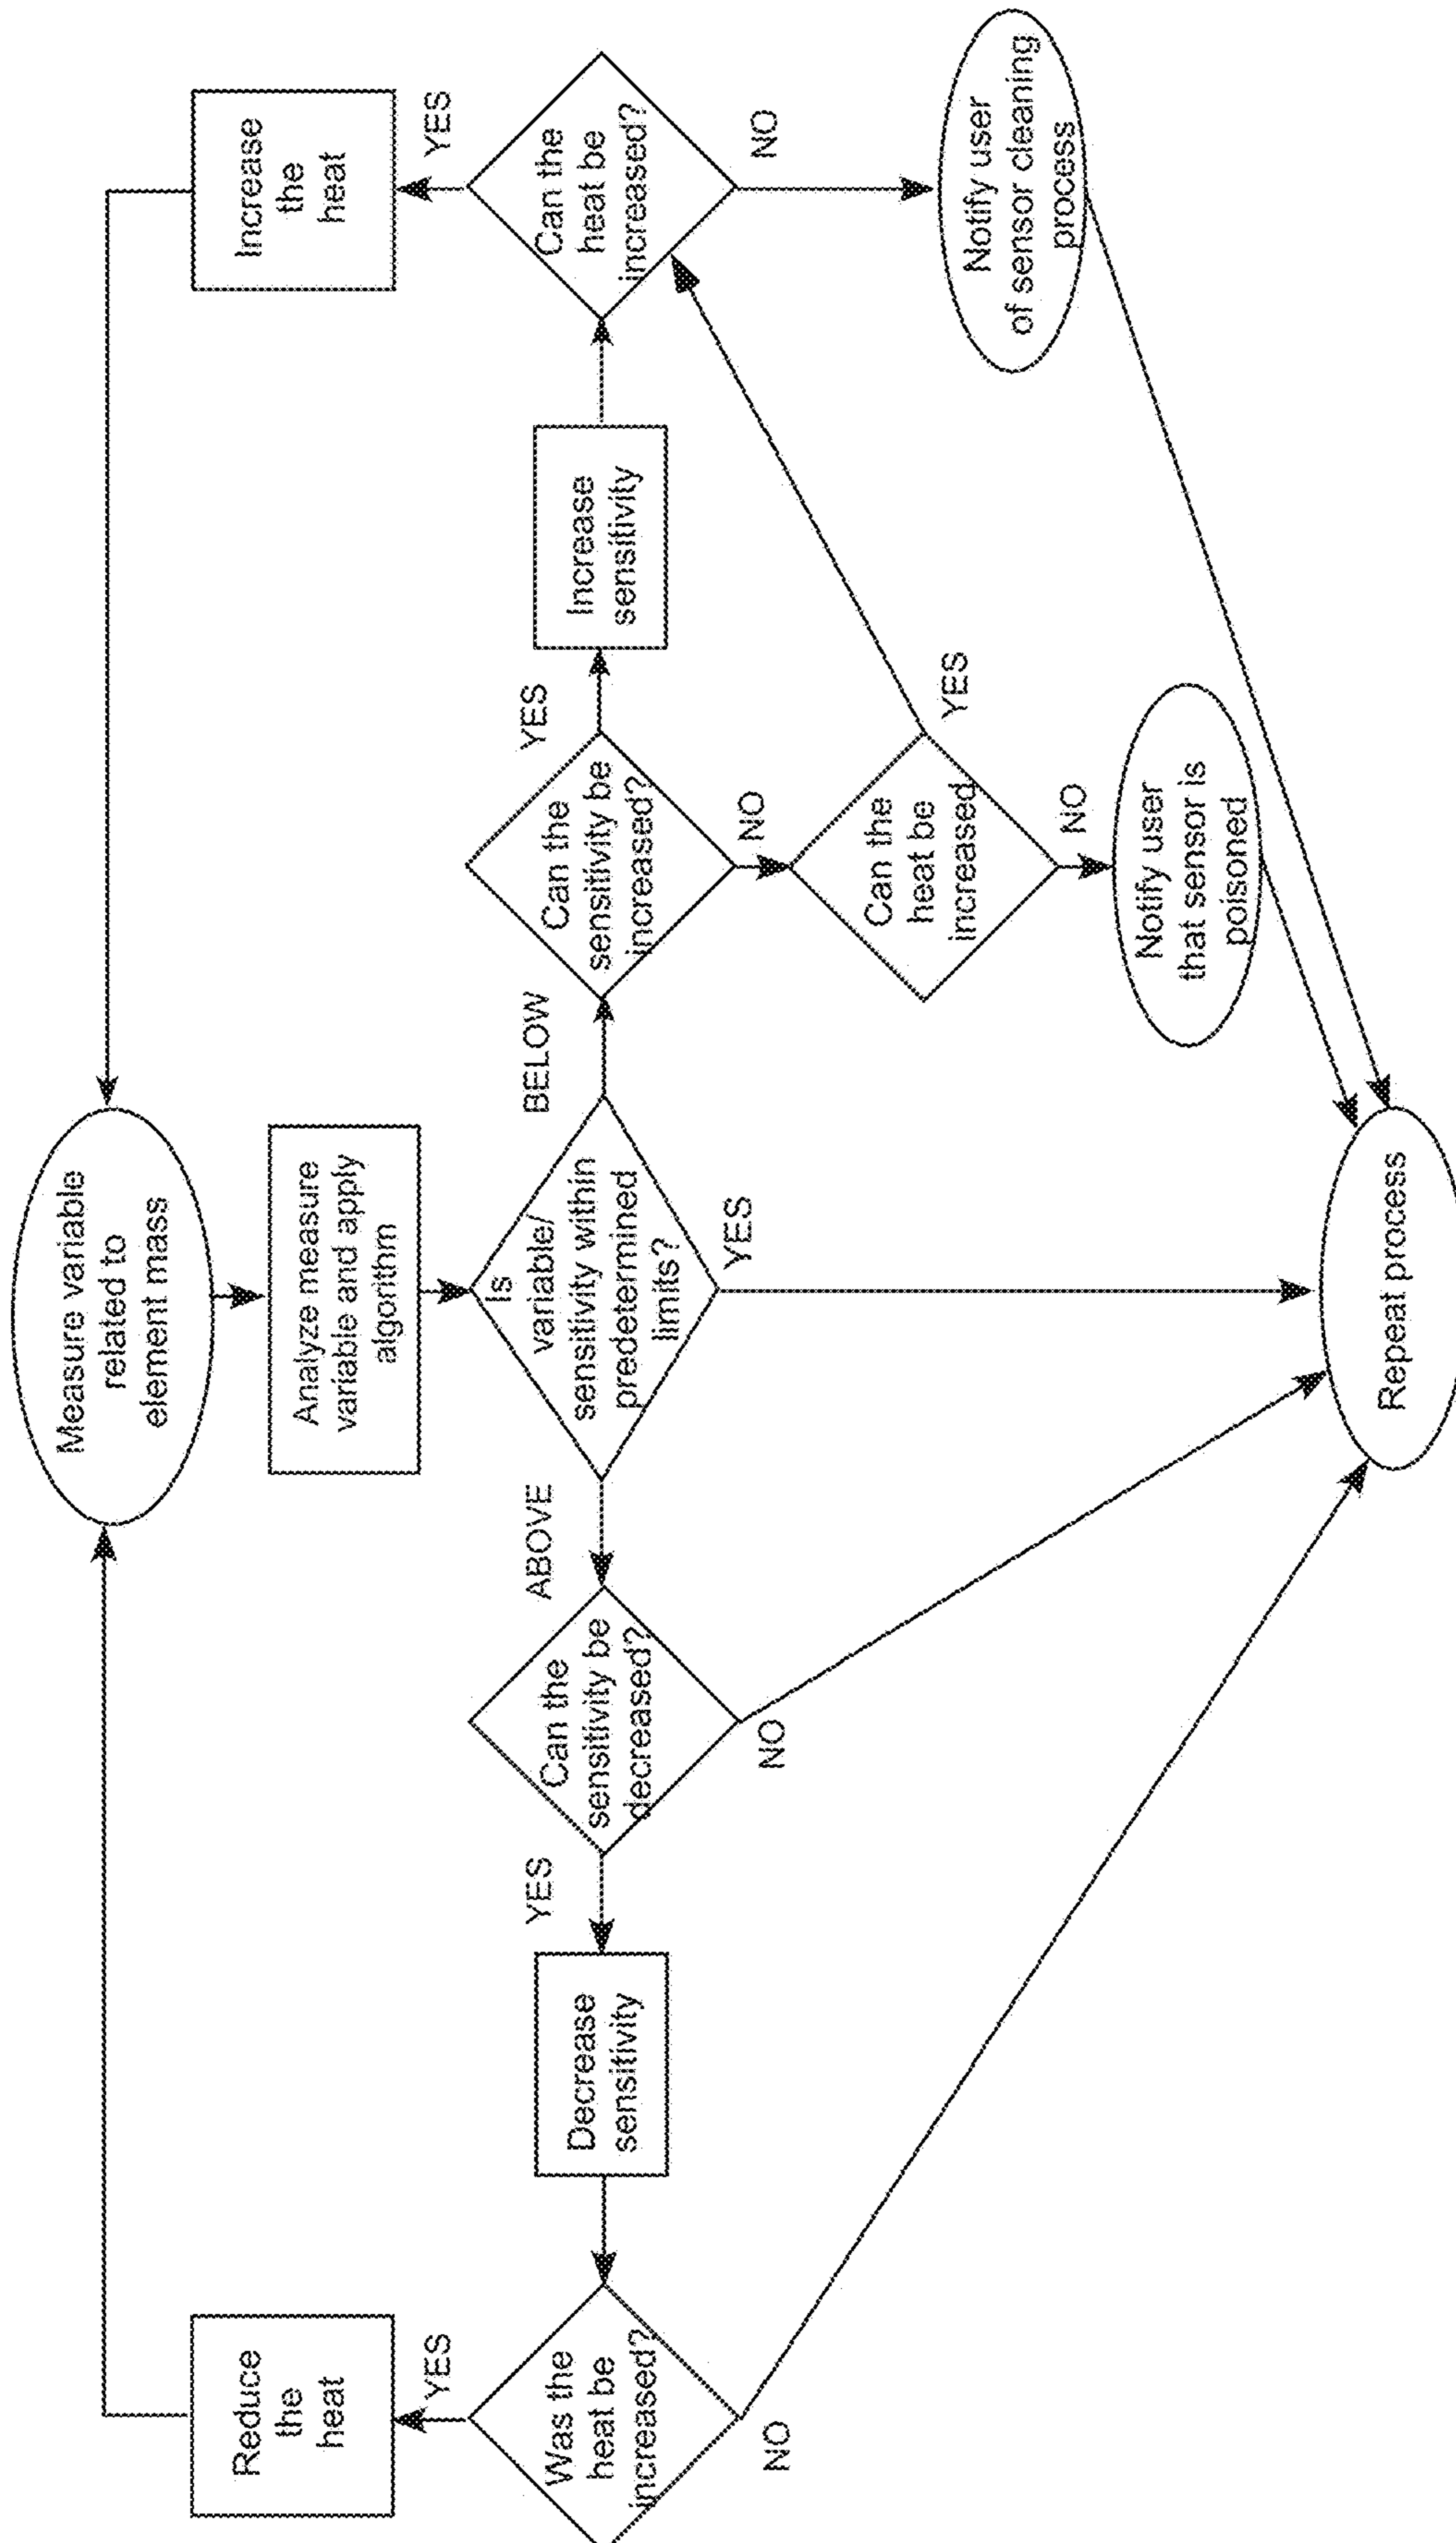 Measure variable
related to
element mass
Analyze measure
variable and apply
algorithm
Reduce
the
heat
Increase
the
heat
YES
YES
Was the
heat be
increased?
NO
Decrease
sensitivity
YES
Can the
sensitivity be
decreased?
NO
ABOVE
Is
variable/
sensitivity within
predetermined
limits?
YES
BELOW
Can the
sensitivity be
increased?
YES
NO
Increase
sensitivity
Can the
heat be
increased?
NO
Can the
heat be
increased
YES
NO
Notify user
of sensor cleaning
process
Notify user
that sensor is
poisoned
Repeat process